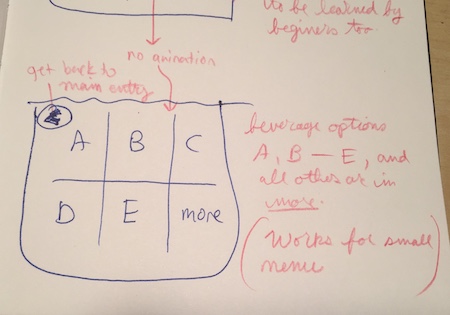 to be learned by
beginers too
no animation
get back to
main entry
A B C
D E more
beverage options
A, B — E, and
all others are in
more.
(Works for small
menu)